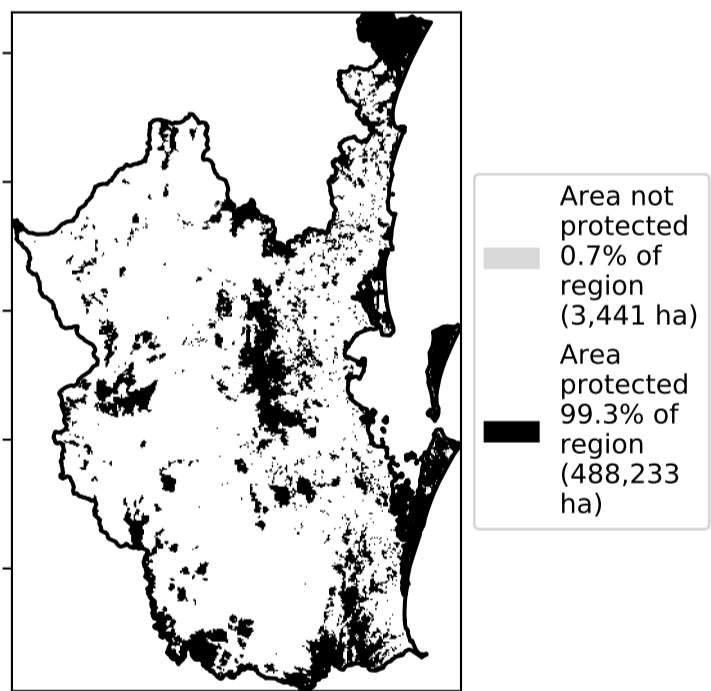 Area not
protected
0.7% of
region
(3,441 ha)
Area
protected
99.3% of
region
(488,233
ha)